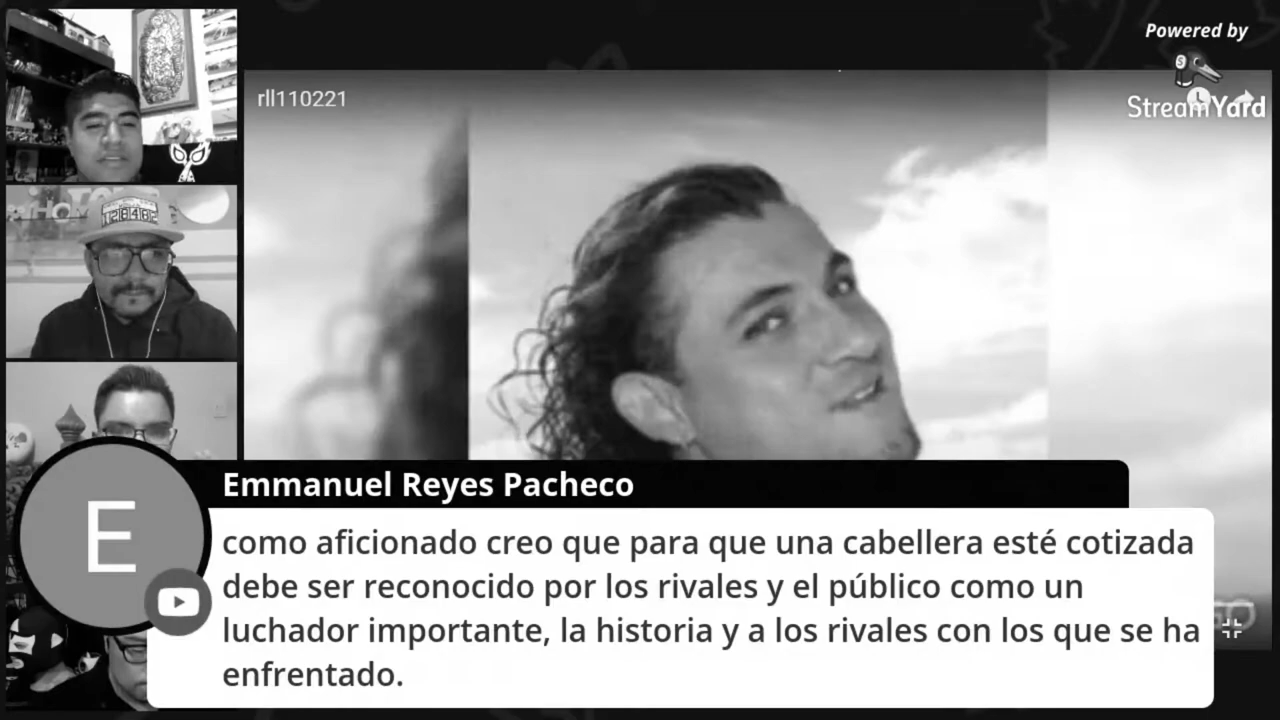 Powered by
StreamYard
rll110221
128482
Emmanuel Reyes Pacheco
E
como aficionado creo que para que una cabellera esté cotizada
debe ser reconocido por los rivales y el público como un
luchador importante, la historia y a los rivales con los que se ha
enfrentado.